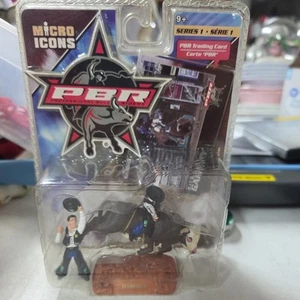 MICRO
ICONS
PBR
9+
SERIES 1 • SÉRIE 1
PBR Trading Card
Carte "PBR"